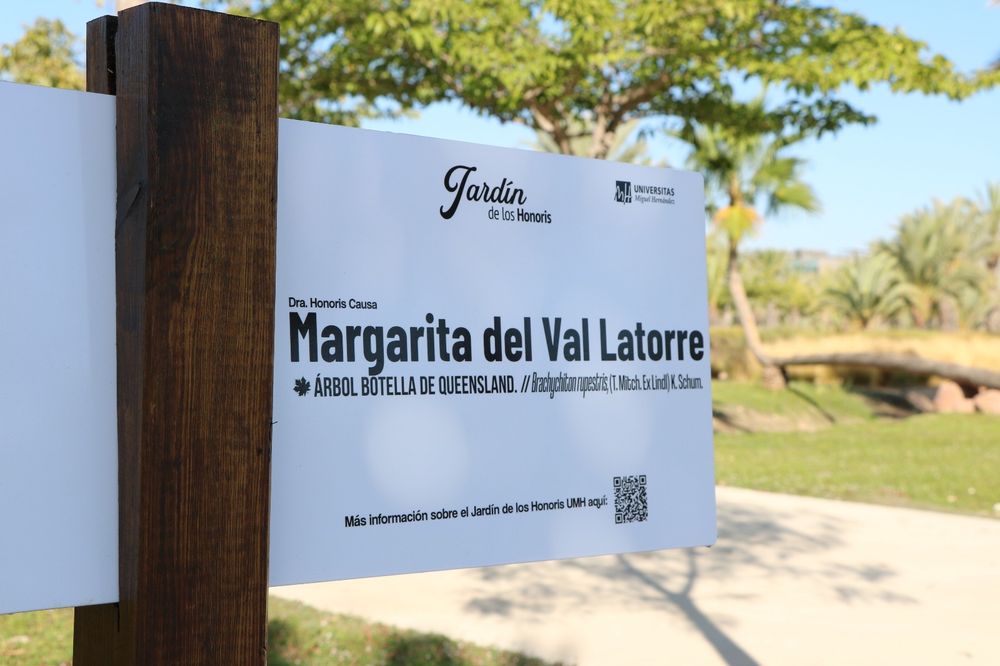 Jardín
de los Honoris
MH UNIVERSITAS
Miguel Hernández
Dra. Honoris Causa
Margarita del Val Latorre
ÁRBOL BOTELLA DE QUEENSLAND. // Brachychiton rupestris, (T. Mitch. Ex Lindl) K. Schum.
Más información sobre el Jardín de los Honoris UMH aquí: